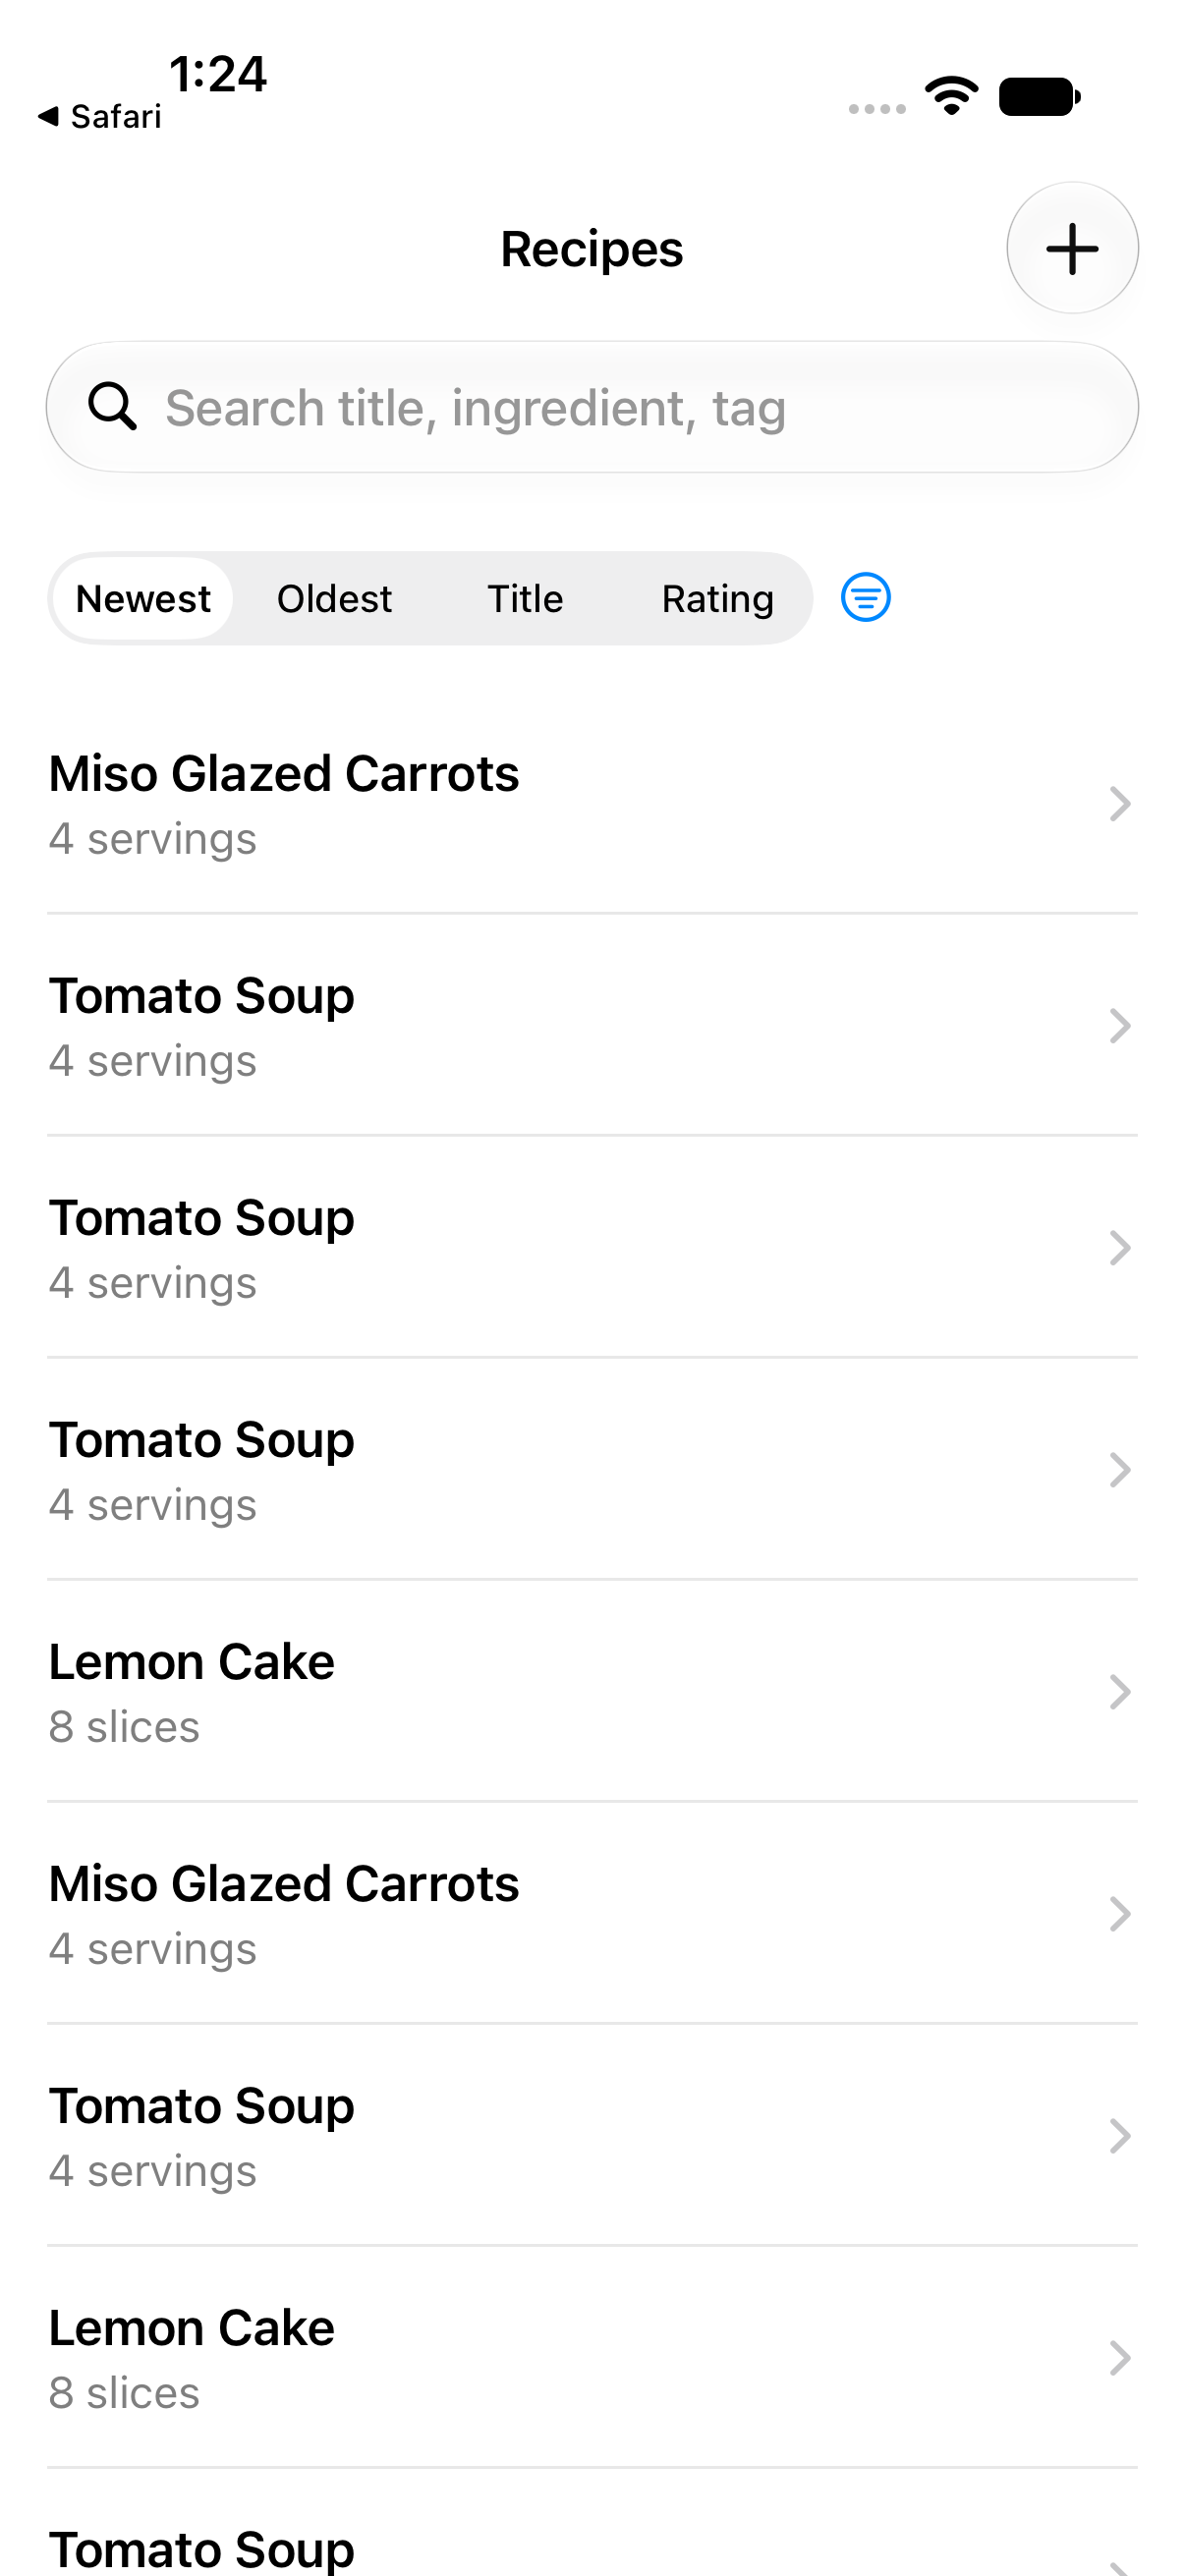 1:24
Safari
Recipes
Search title, ingredient, tag
Newest Oldest Title Rating
Miso Glazed Carrots
4 servings
Tomato Soup
4 servings
Tomato Soup
4 servings
Tomato Soup
4 servings
Lemon Cake
8 slices
Miso Glazed Carrots
4 servings
Tomato Soup
4 servings
Lemon Cake
8 slices
Tomato Soup